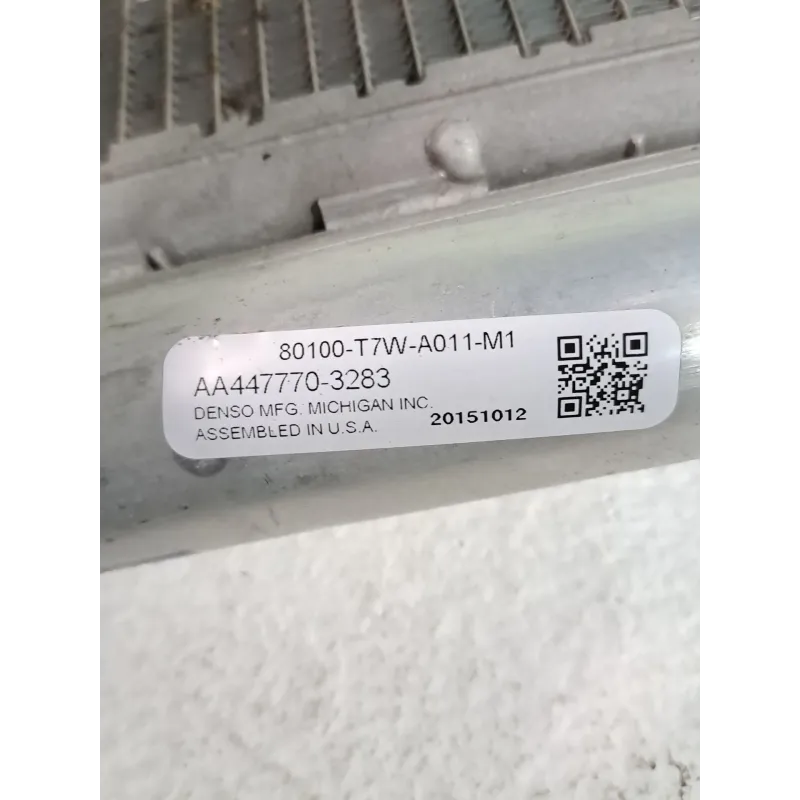 80100-T7W-A011-M1
AA447770-3283
DENSO MFG. MICHIGAN INC.
ASSEMBLED IN U.S.A. 20151012